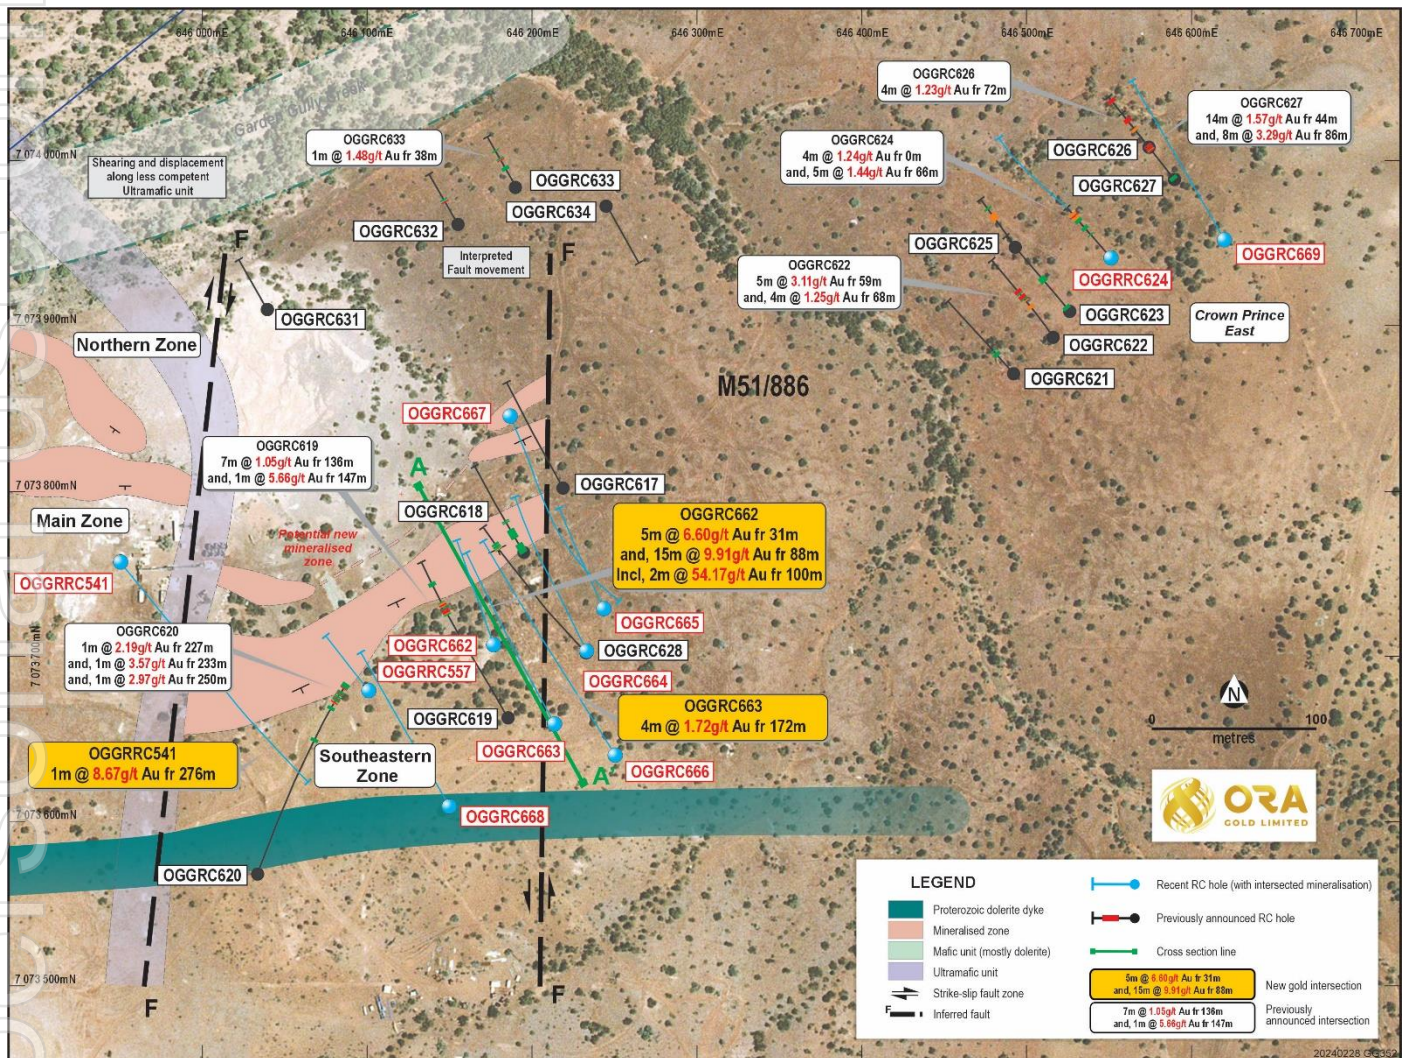 646 000mE
646 100mE
646 200mE
646 300mE
646 400mE
646 500mE
646 600mE
646 700mE
7 074 000mN
7 073 900mN
7 073 800mN
7 073 700mN
7 073 600mN
7 073 500mN
Garden Gully Creek
Shearing and displacement
along less competent
Ultramafic unit
OGGRC633
1m @ 1.48g/t Au fr 38m
OGGRC633
OGGRC634
OGGRC632
Interpreted
Fault movement
F
F
OGGRC631
Northern Zone
OGGRC626
4m @ 1.23g/t Au fr 72m
OGGRC627
14m @ 1.57g/t Au fr 44m
and, 8m @ 3.29g/t Au fr 86m
OGGRC624
4m @ 1.24g/t Au fr 0m
and, 5m @ 1.44g/t Au fr 66m
OGGRC626
OGGRC627
OGGRC625
OGGRRC624
OGGRC669
OGGRC622
5m @ 3.11g/t Au fr 59m
and, 4m @ 1.25g/t Au fr 68m
OGGRC623
OGGRC622
OGGRC621
Crown Prince
East
M51/886
OGGRC667
OGGRC619
7m @ 1.05g/t Au fr 136m
and, 1m @ 5.66g/t Au fr 147m
A
OGGRC617
OGGRC618
Main Zone
Potential new
mineralised
zone
OGGRC662
5m @ 6.60g/t Au fr 31m
and, 15m @ 9.91g/t Au fr 88m
Incl, 2m @ 54.17g/t Au fr 100m
OGGRRC541
OGGRC665
OGGRC620
1m @ 2.19g/t Au fr 227m
and, 1m @ 3.57g/t Au fr 233m
and, 1m @ 2.97g/t Au fr 250m
OGGRC662
OGGRC628
OGGRRC557
OGGRC664
OGGRC619
OGGRC663
4m @ 1.72g/t Au fr 172m
OGGRC663
OGGRC666
OGGRRC541
1m @ 8.67g/t Au fr 276m
Southeastern
Zone
A'
OGGRC668
OGGRC620
F
F
N
0
100
metres
ORA
GOLD LIMITED
LEGEND
Proterozoic dolerite dyke
Mineralised zone
Mafic unit (mostly dolerite)
Ultramafic unit
Strike-slip fault zone
F
Inferred fault
Recent RC hole (with intersected mineralisation)
Previously announced RC hole
Cross section line
5m @ 6.60g/t Au fr 31m
and, 15m @ 9.91g/t Au fr 88m
New gold intersection
7m @ 1.05g/t Au fr 136m
and, 1m @ 5.66g/t Au fr 147m
Previously
announced intersection
20240228 GG352